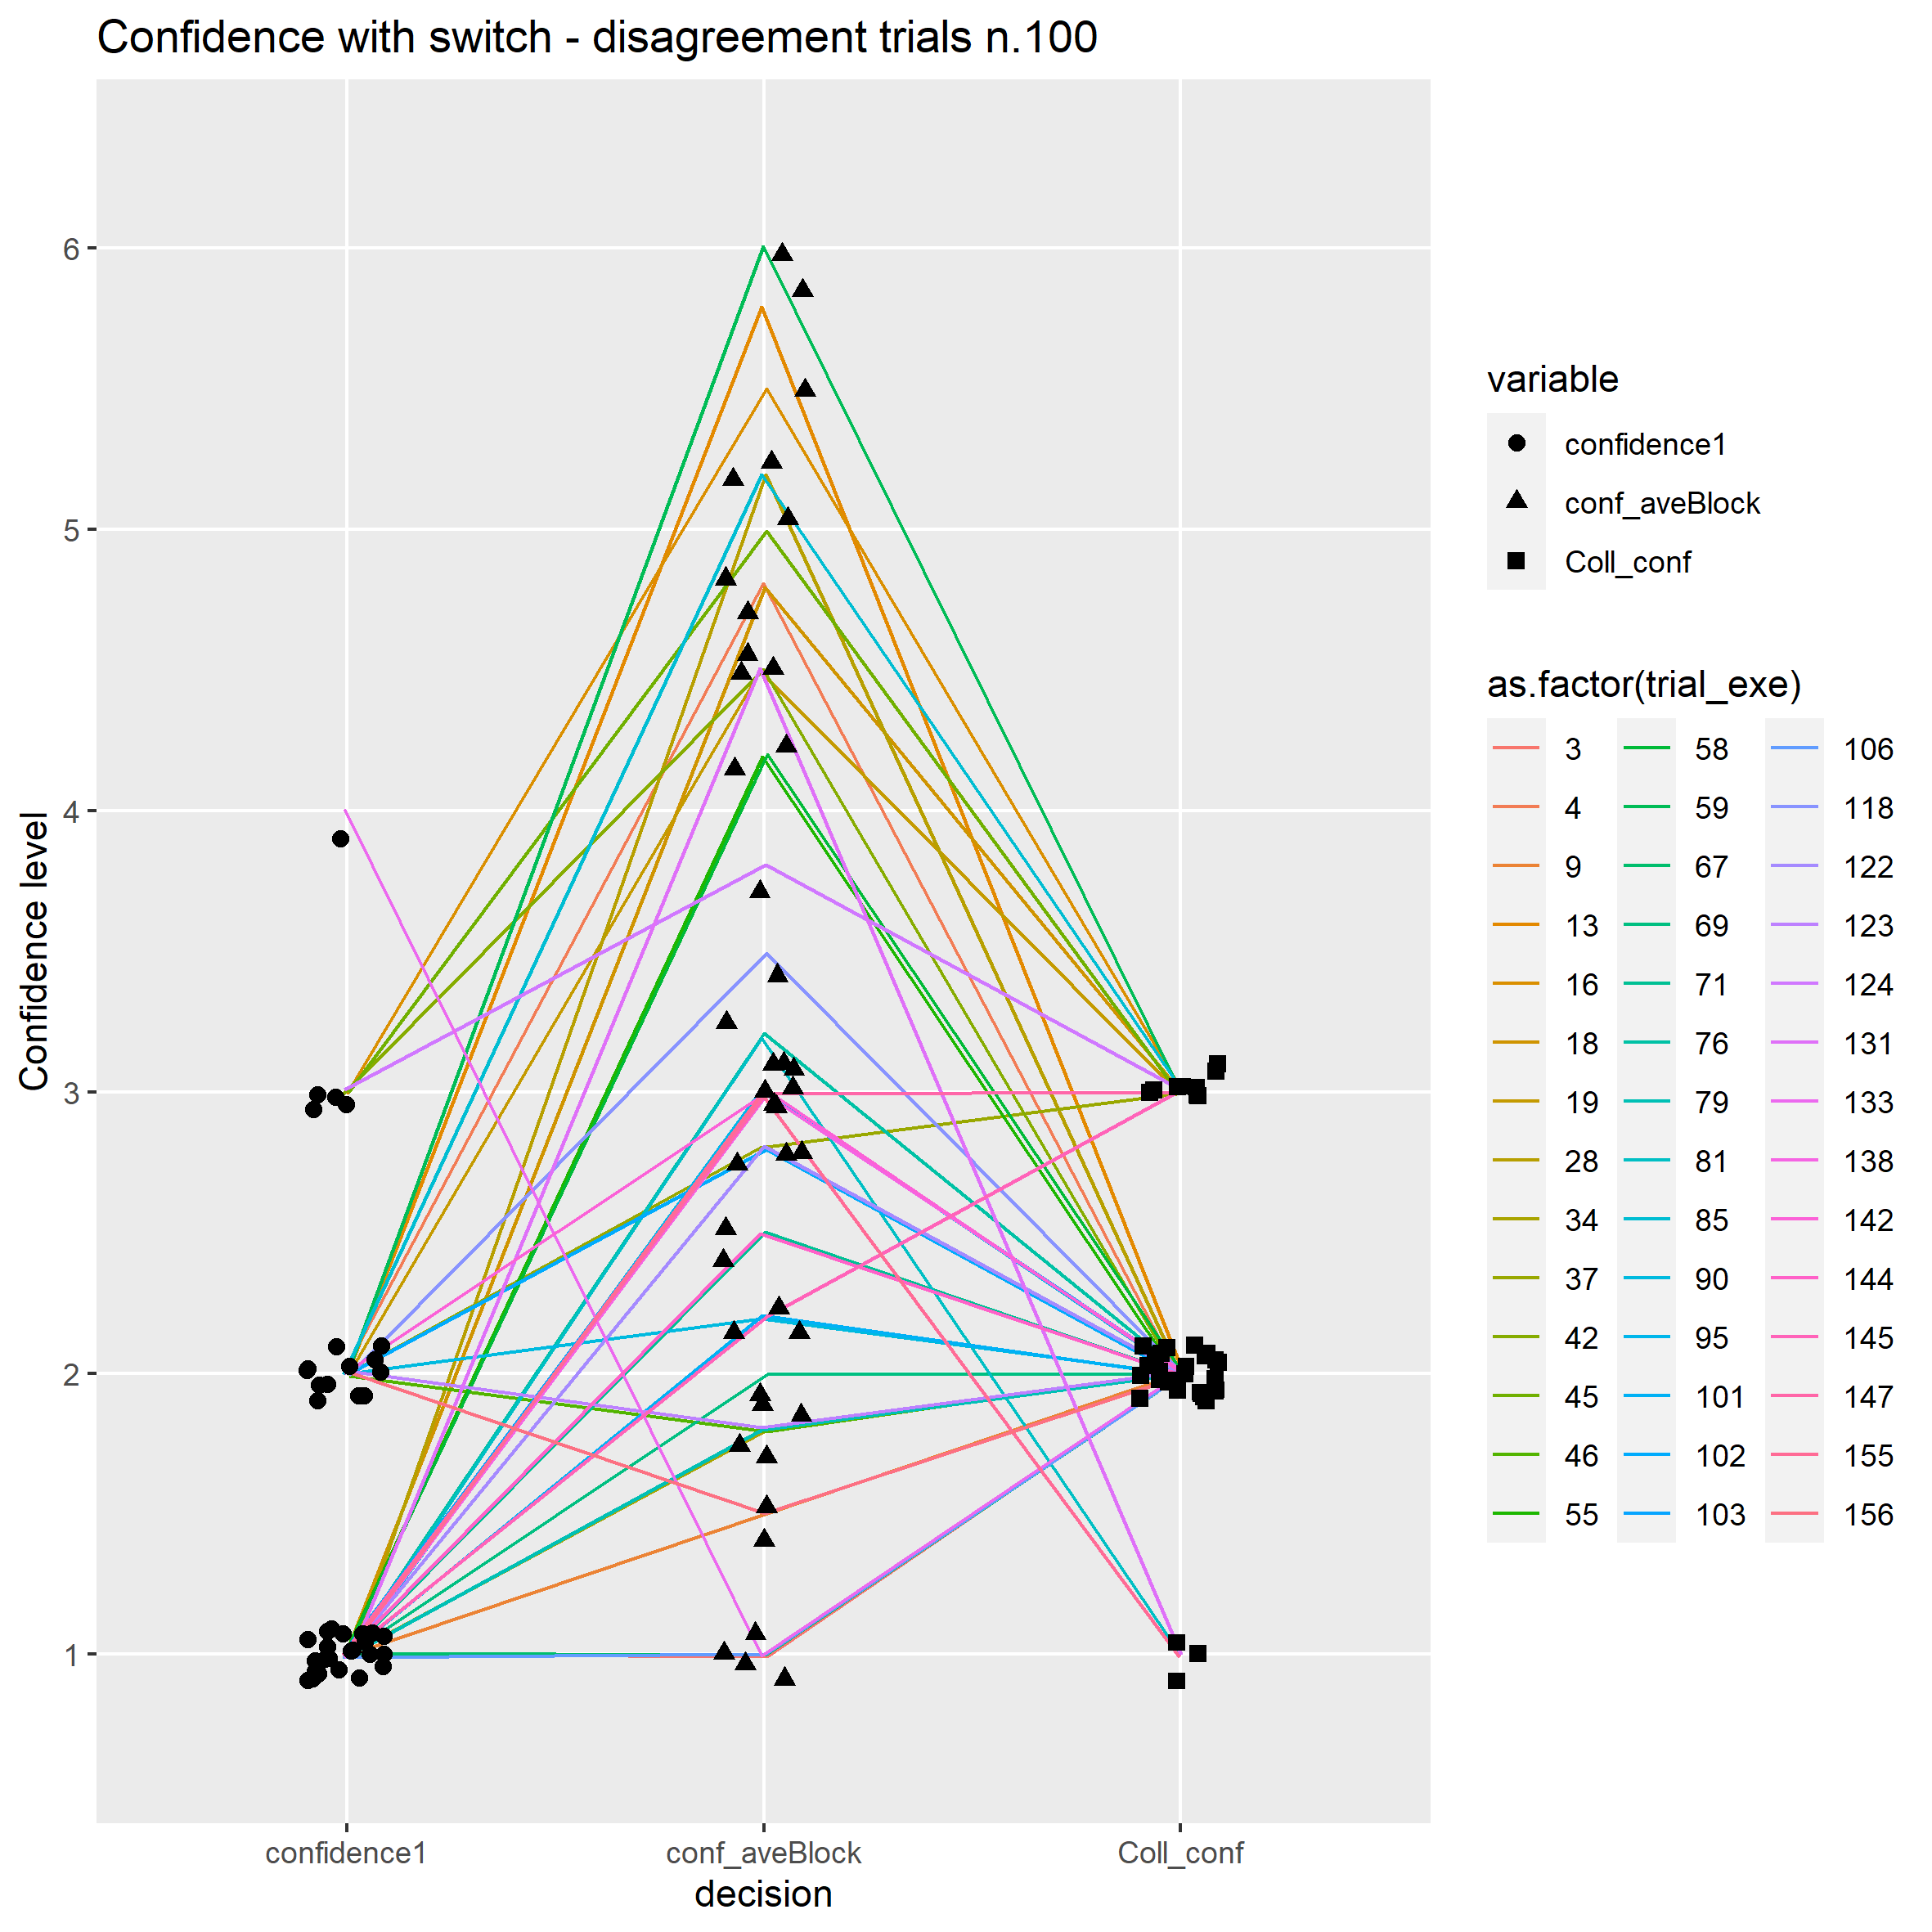 Confidence with switch - disagreement trials n.100
Confidence level
6
5
4
3
2
1
confidence1 conf_aveBlock Coll_conf
decision
variable
confidence1
conf_aveBlock
Coll_conf
as.factor(trial_exe)
3 58 106
4 59 118
9 67 122
13 69 123
16 71 124
18 76 131
19 79 133
28 81 138
34 85 142
37 90 144
42 95 145
45 101 147
46 102 155
55 103 156